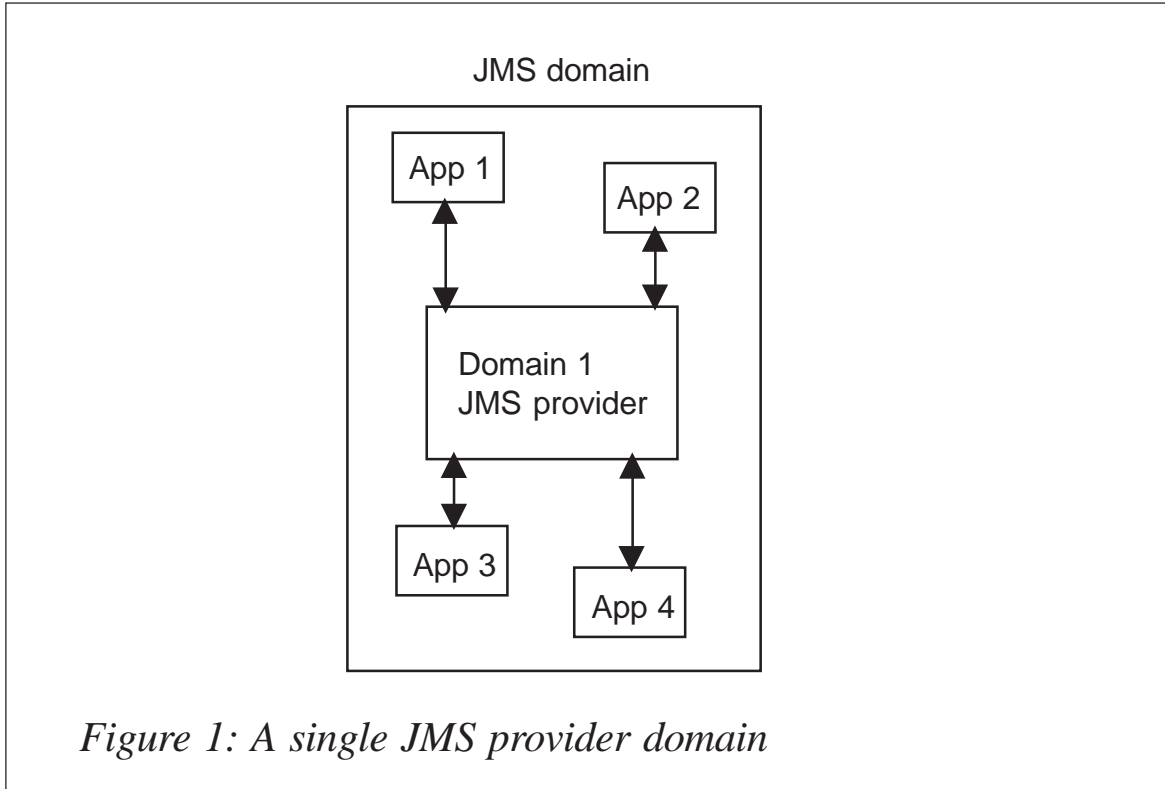 JMS domain
App 1
App 2
Domain 1
JMS provider
App 3
App 4
Figure 1: A single JMS provider domain